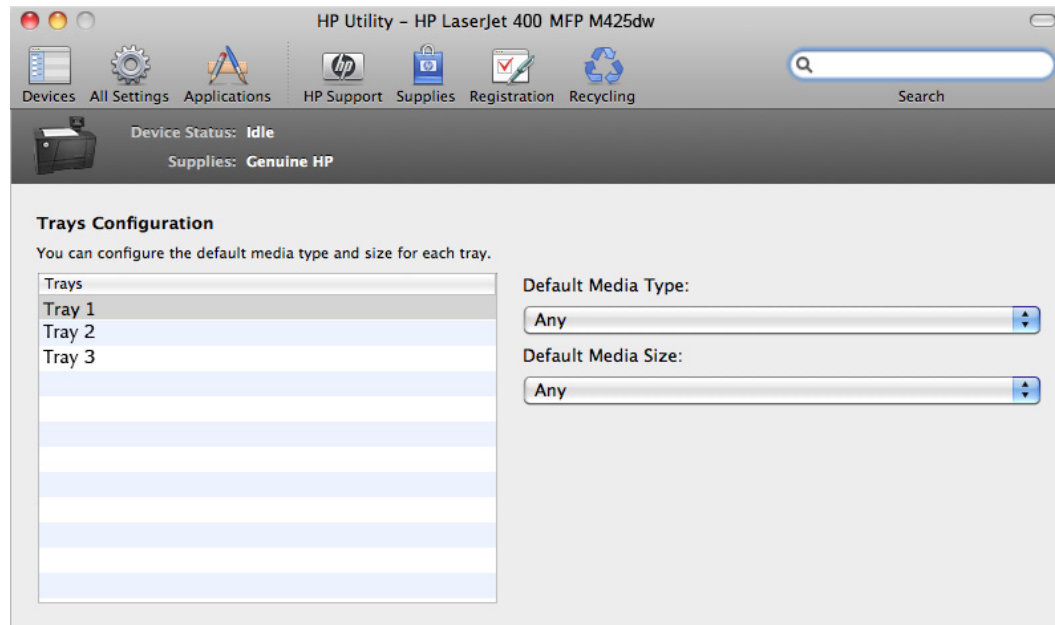 HP Utility – HP LaserJet 400 MFP M425dw
Devices All Settings Applications HP Support Supplies Registration Recycling Search
hp
Device Status: Idle
Supplies: Genuine HP
Trays Configuration
You can configure the default media type and size for each tray.
Trays
Tray 1
Tray 2
Tray 3
Default Media Type:
Any
Default Media Size:
Any